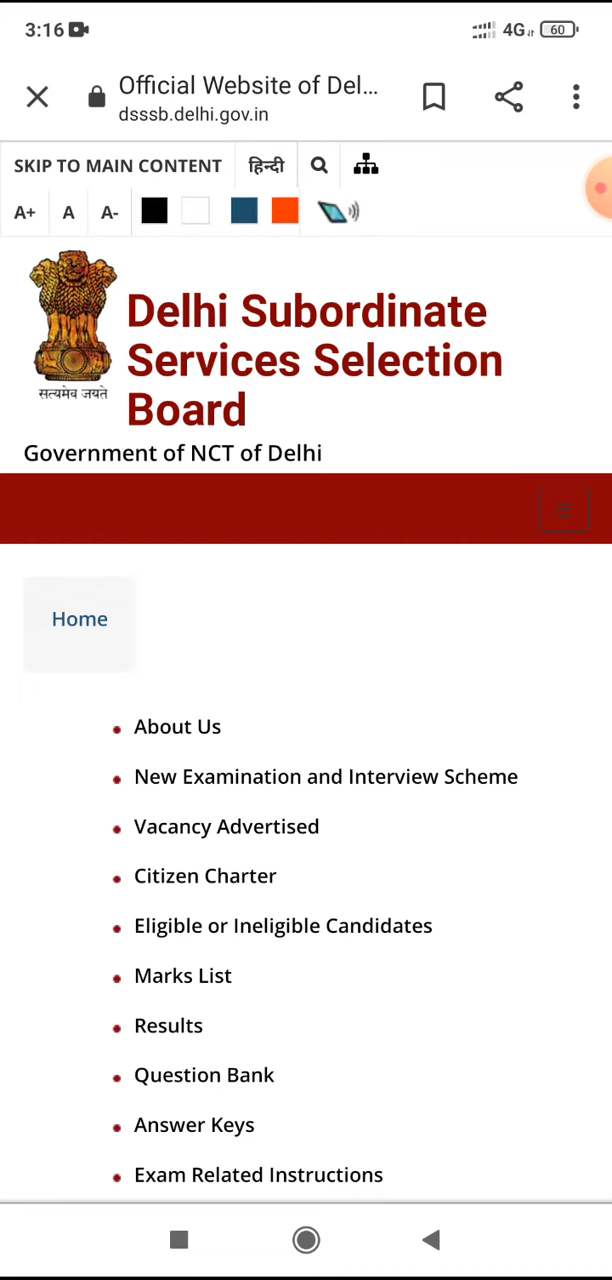 3:16 4G 60
Official Website of Del...
dsssb.delhi.gov.in
SKIP TO MAIN CONTENT हिन्दी
A+ A A-
Delhi Subordinate
Services Selection
Board
सत्यमेव जयते
Government of NCT of Delhi
Home
About Us
New Examination and Interview Scheme
Vacancy Advertised
Citizen Charter
Eligible or Ineligible Candidates
Marks List
Results
Question Bank
Answer Keys
Exam Related Instructions